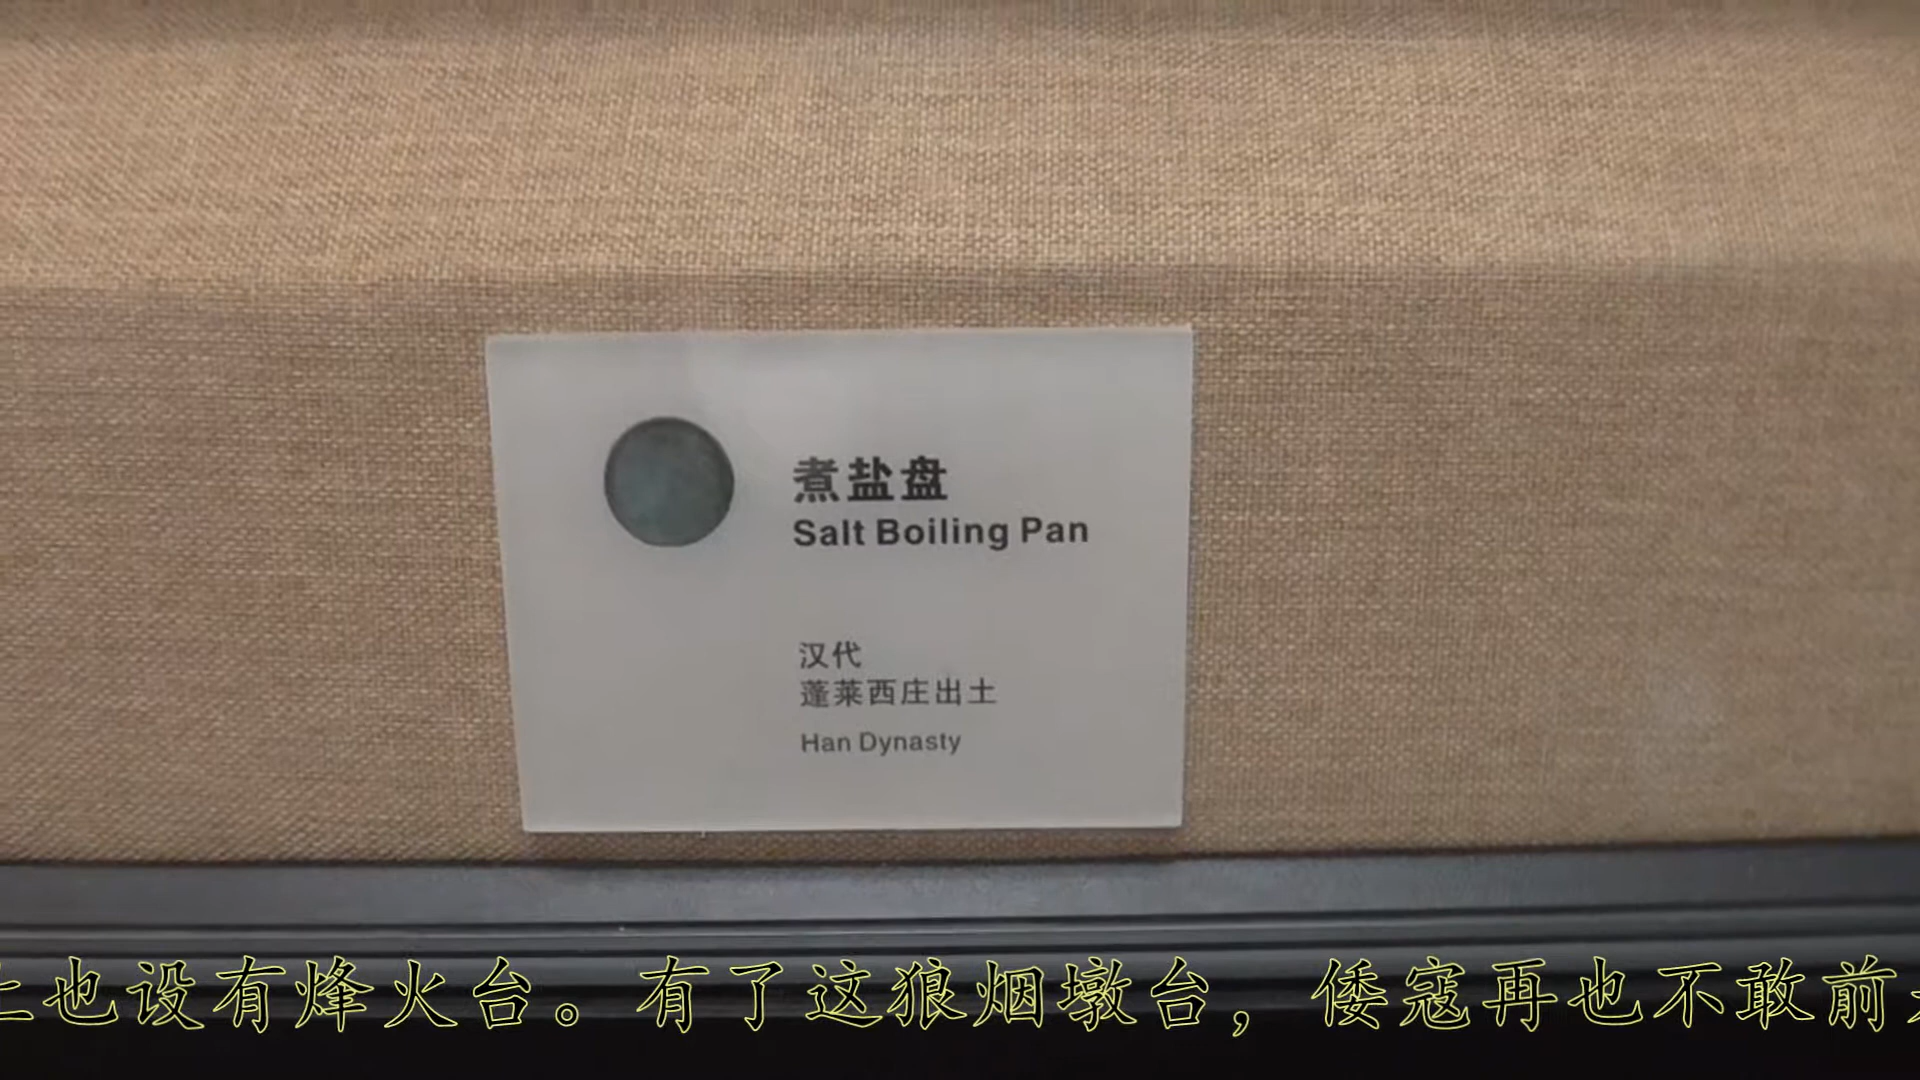 煮盐盘
Salt Boiling Pan
汉代
蓬莱西庄出土
Han Dynasty
也设有烽火台。有了这狼烟墩台，倭寇再也不敢前